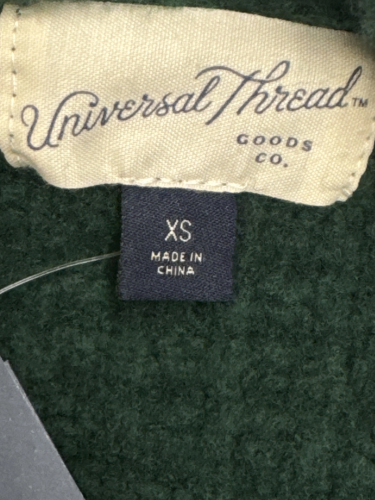 Universal Thread™
GOODS
CO.
XS
MADE IN
CHINA